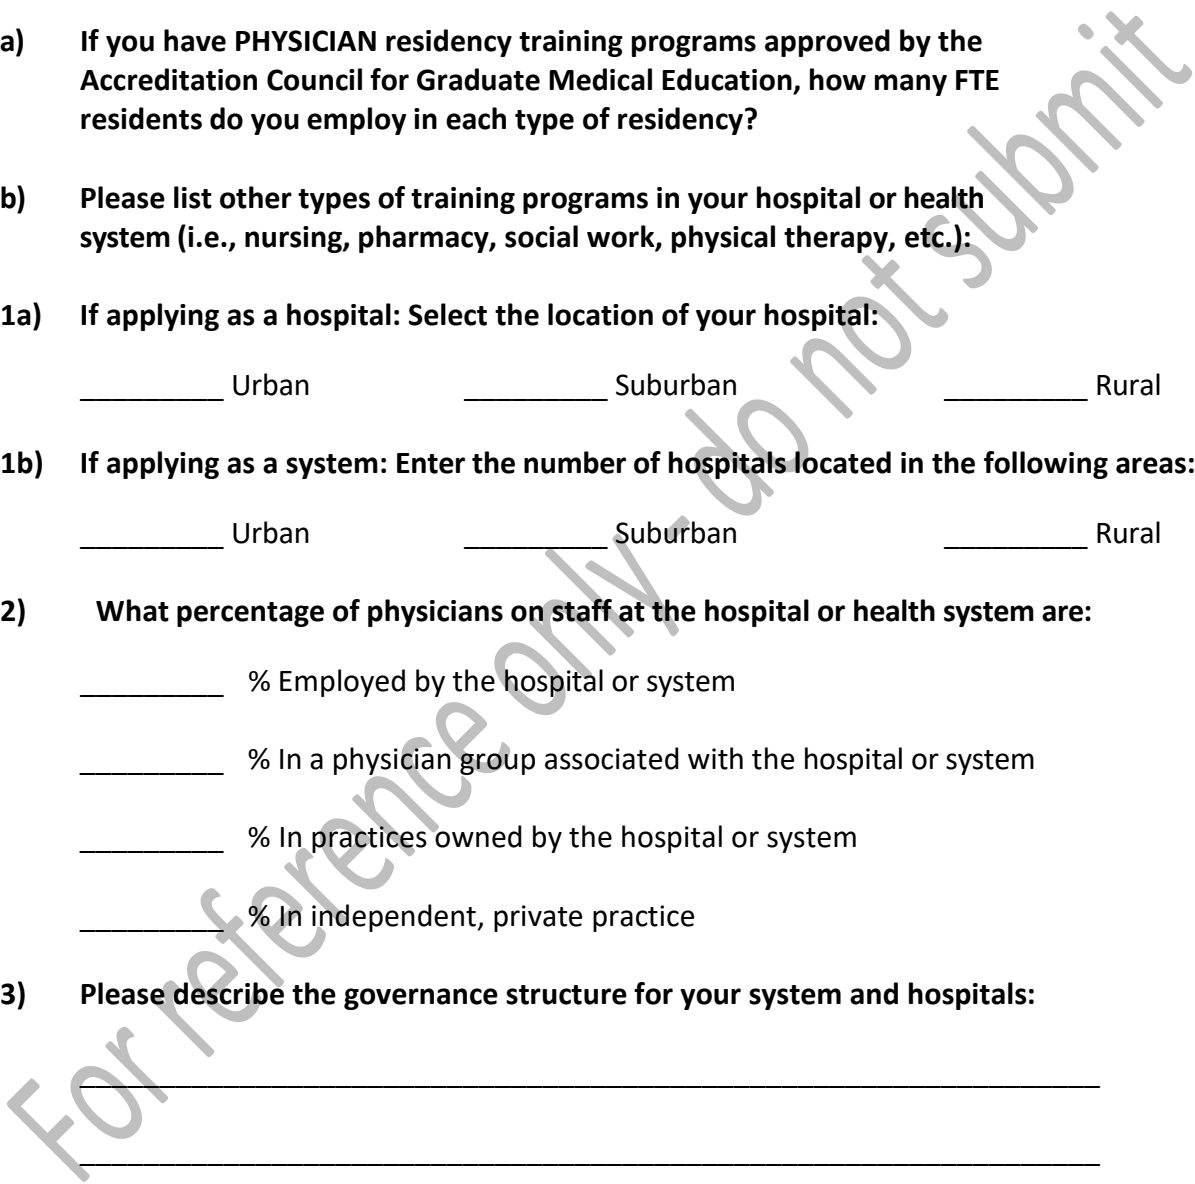 a) If you have PHYSICIAN residency training programs approved by the
Accreditation Council for Graduate Medical Education, how many FTE
residents do you employ in each type of residency?
b) Please list other types of training programs in your hospital or health
system (i.e., nursing, pharmacy, social work, physical therapy, etc.):
1a) If applying as a hospital: Select the location of your hospital:
_________ Urban _________ Suburban _________ Rural
1b) If applying as a system: Enter the number of hospitals located in the following areas:
_________ Urban _________ Suburban _________ Rural
2) What percentage of physicians on staff at the hospital or health system are:
_________ % Employed by the hospital or system
_________ % In a physician group associated with the hospital or system
_________ % In practices owned by the hospital or system
_________ % In independent, private practice
3) Please describe the governance structure for your system and hospitals:
________________________________________________________________
________________________________________________________________
For reference only - do not submit